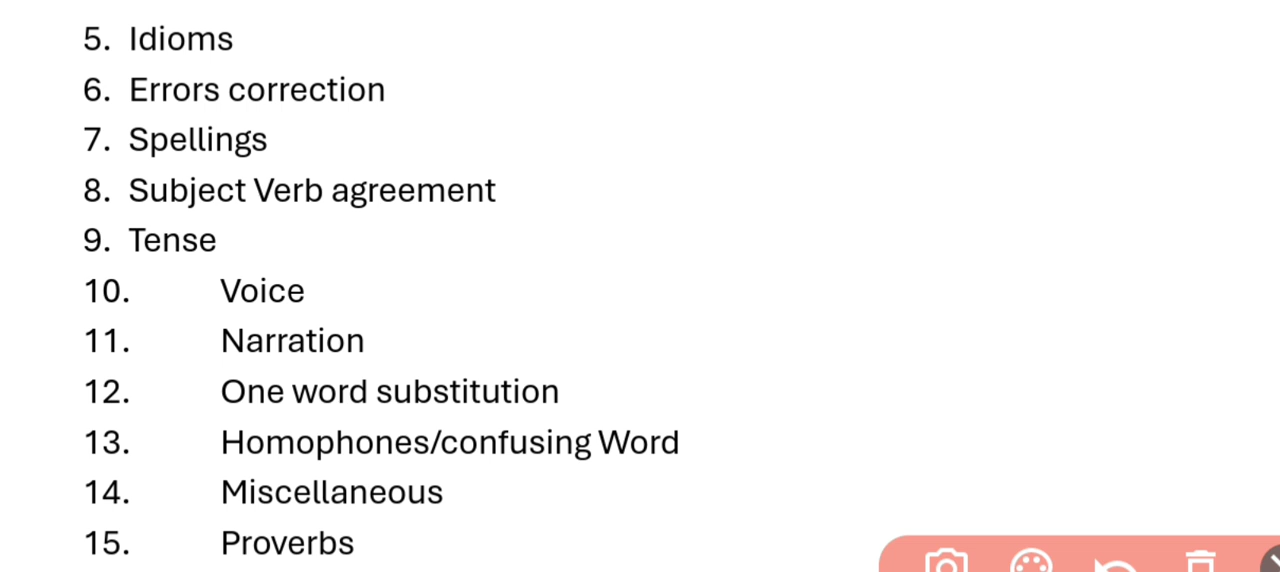 5. Idioms
6. Errors correction
7. Spellings
8. Subject Verb agreement
9. Tense
10. Voice
11. Narration
12. One word substitution
13. Homophones/confusing Word
14. Miscellaneous
15. Proverbs